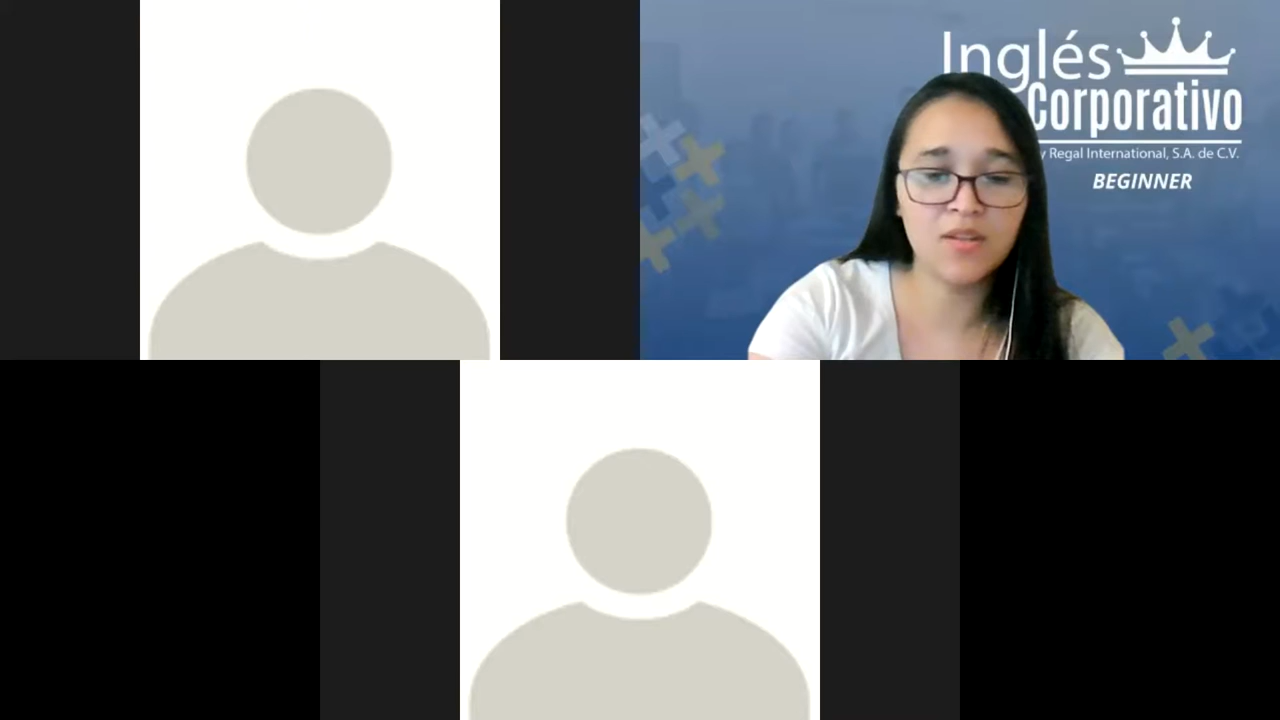 Inglés
Corporativo
y Regal International, S.A. de C.V.
BEGINNER